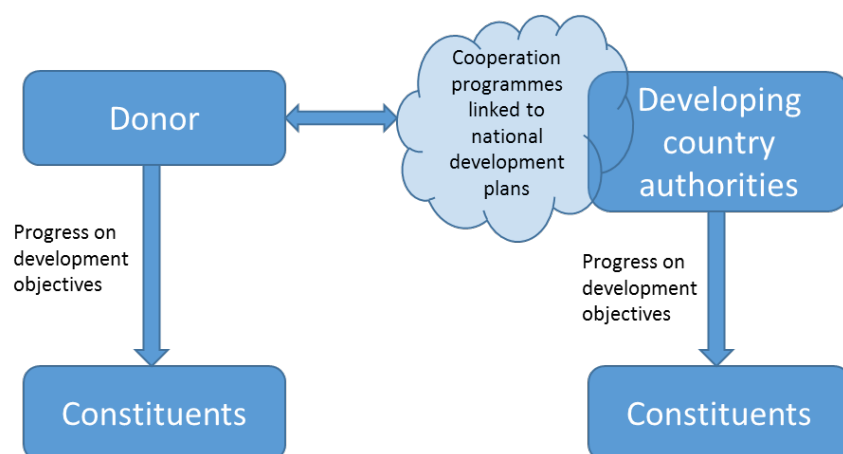 Donor
Cooperation
programmes
linked to
national
development
plans
Developing
country
authorities
Progress on
development
objectives
Progress on
development
objectives
Constituents
Constituents